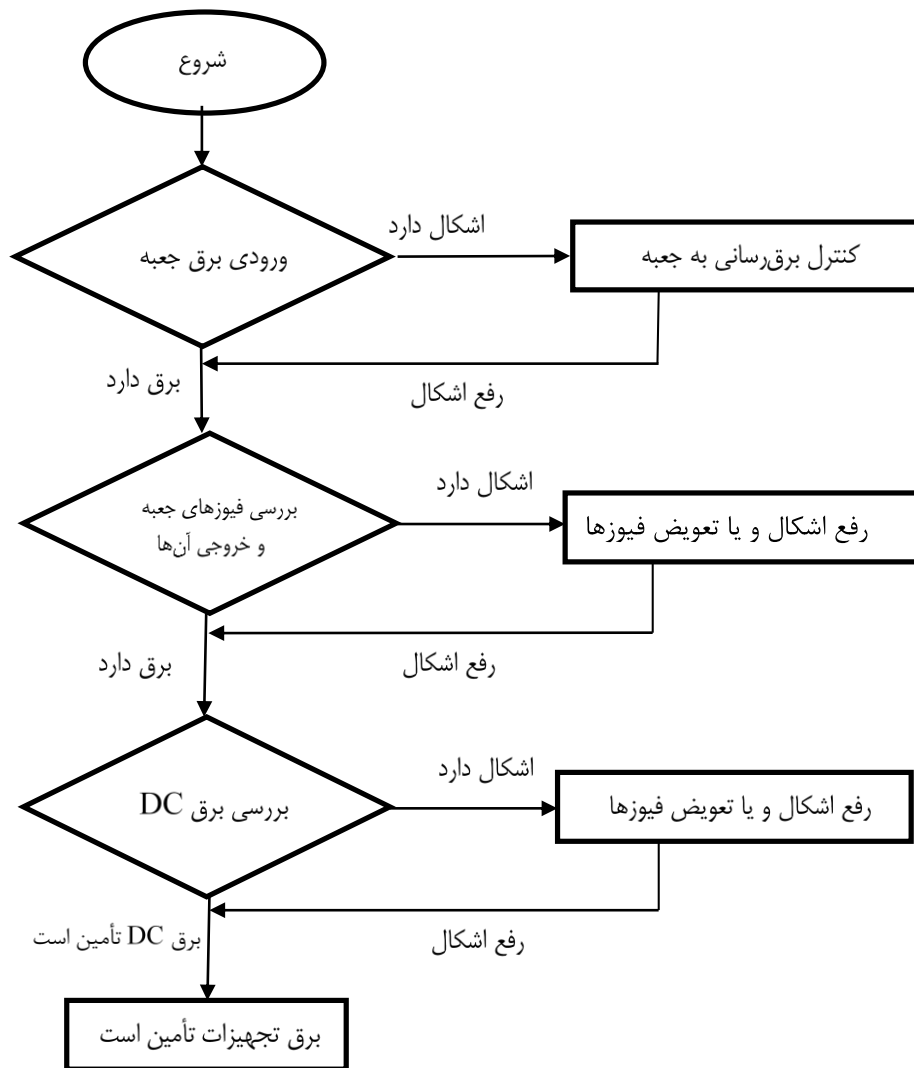 شروع
ورودی برق جعبه
اشکال دارد
کنترل برق‌رسانی به جعبه
برق دارد
رفع اشکال
بررسی فیوزهای جعبه
و خروجی آن‌ها
اشکال دارد
رفع اشکال و یا تعویض فیوزها
برق دارد
رفع اشکال
بررسی برق DC
اشکال دارد
رفع اشکال و یا تعویض فیوزها
برق DC تأمین است
رفع اشکال
برق تجهیزات تأمین است